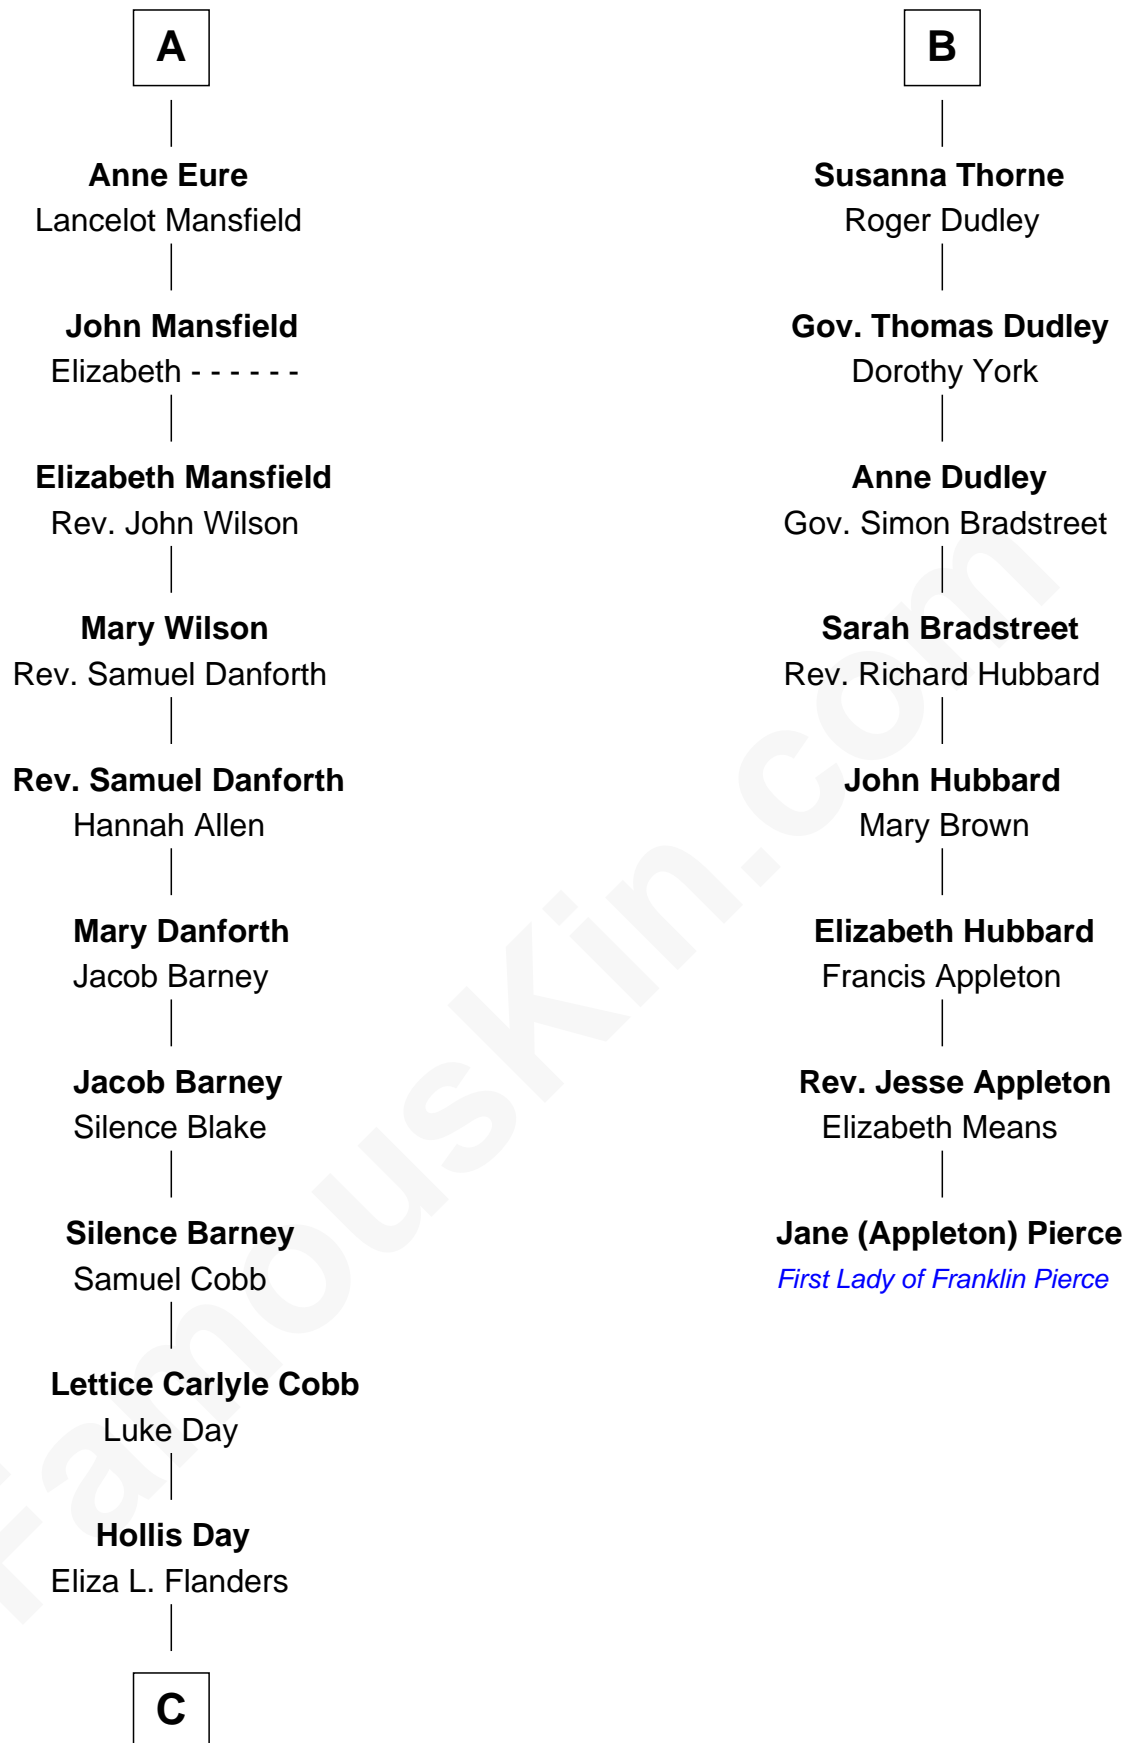 A
Anne Eure
Lancelot Mansfield
John Mansfield
Elizabeth - - - - - -
Elizabeth Mansfield
Rev. John Wilson
Mary Wilson
Rev. Samuel Danforth
Rev. Samuel Danforth
Hannah Allen
Mary Danforth
Jacob Barney
Jacob Barney
Silence Blake
Silence Barney
Samuel Cobb
Lettice Carlyle Cobb
Luke Day
Hollis Day
Eliza L. Flanders
C
B
Susanna Thorne
Roger Dudley
Gov. Thomas Dudley
Dorothy York
Anne Dudley
Gov. Simon Bradstreet
Sarah Bradstreet
Rev. Richard Hubbard
John Hubbard
Mary Brown
Elizabeth Hubbard
Francis Appleton
Rev. Jesse Appleton
Elizabeth Means
Jane (Appleton) Pierce
First Lady of Franklin Pierce
FamousKin.com